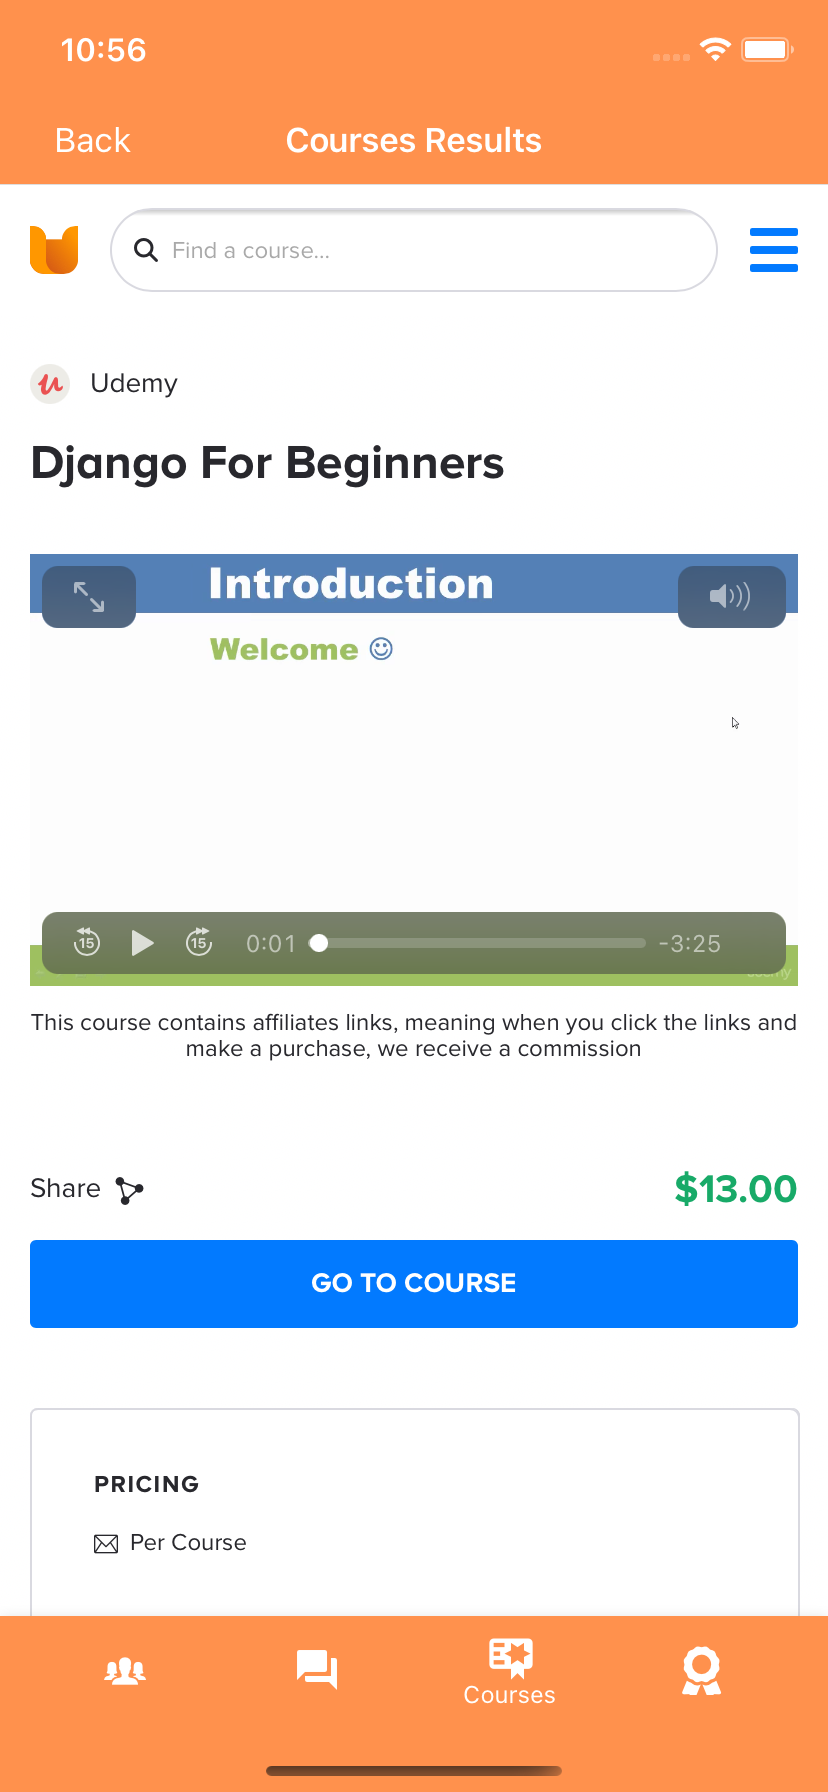 10:56
Back
Courses Results
Find a course...
Udemy
Django For Beginners
Introduction
Welcome ☺
15
15
0:01
-3:25
This course contains affiliates links, meaning when you click the links and
make a purchase, we receive a commission
Share
$13.00
GO TO COURSE
PRICING
Per Course
Courses